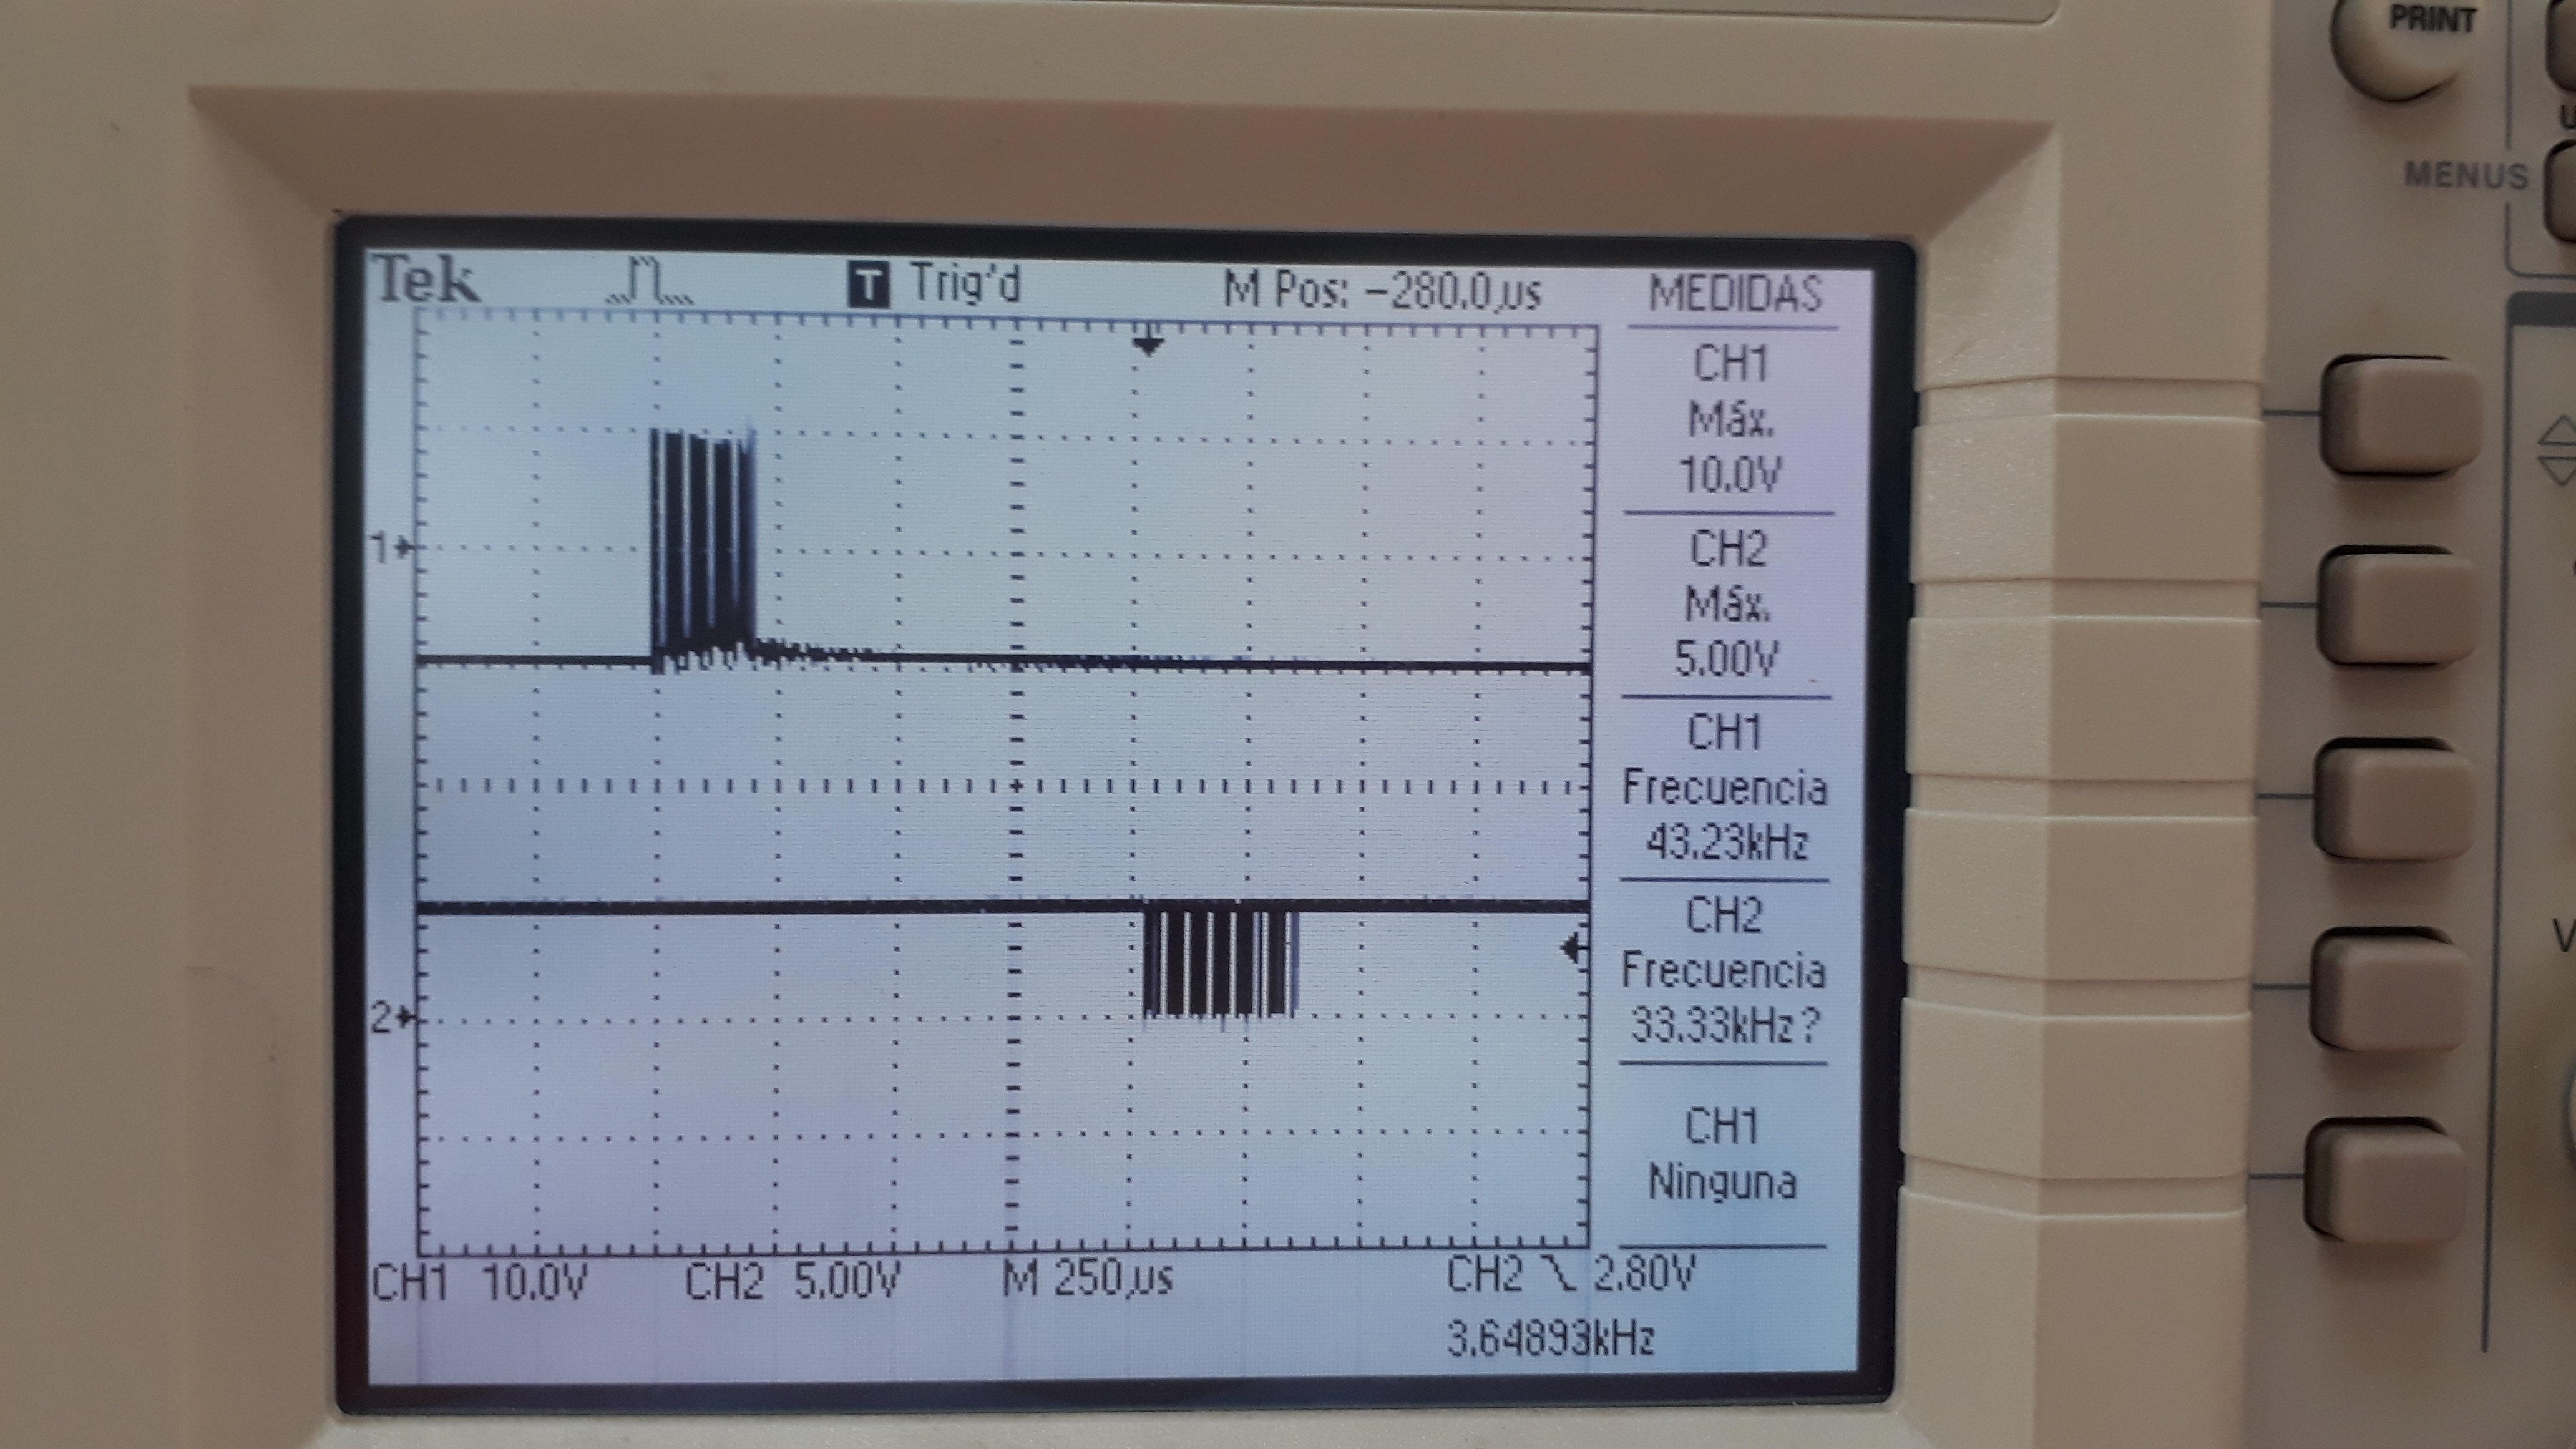 PRINT
MENUS
Tek
T Trig'd
M Pos: -280.0µs
MEDIDAS
CH1
Máx.
10.0V
CH2
Máx.
5.00V
CH1
Frecuencia
43.23kHz
CH2
Frecuencia
33.33kHz?
CH1
Ninguna
1
2
CH1 10.0V
CH2 5.00V
M 250µs
CH2 2.80V
3.64893kHz